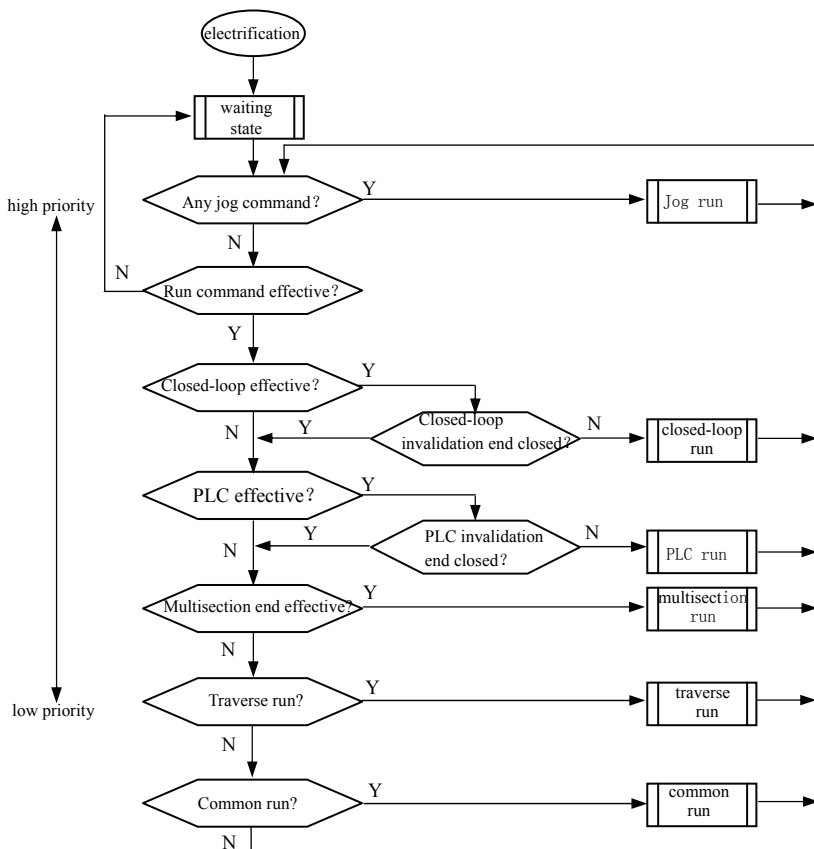 electrification
waiting
state
Any jog command？
Y
Jog run
high priority
N
N
Run command effective？
Y
Closed-loop effective？
Y
N
Y
Closed-loop
invalidation end closed？
N
closed-loop
run
PLC effective？
Y
N
Y
PLC invalidation
end closed？
N
PLC run
Multisection end effective？
Y
multisection
run
N
low priority
Traverse run？
Y
traverse
run
N
Common run？
Y
common
run
N